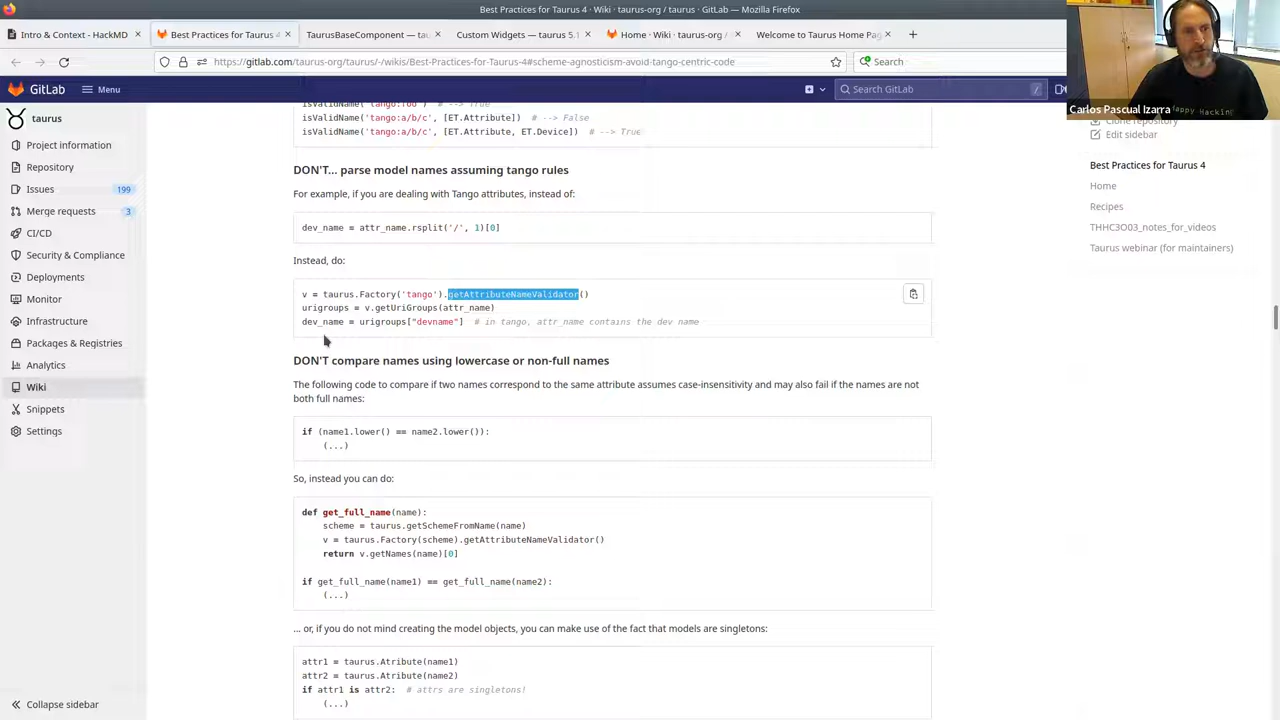 Best Practices for Taurus 4 · Wiki · taurus-org / taurus · GitLab — Mozilla Firefox
Intro & Context - HackMD
Best Practices for Taurus 4
TaurusBaseComponent — tau
Custom Widgets — taurus 5.1
Home · Wiki · taurus-org /
Welcome to Taurus Home Pag
https://gitlab.com/taurus-org/taurus/-/wikis/Best-Practices-for-Taurus-4#scheme-agnosticism-avoid-tango-centric-code
Search
GitLab
Menu
Search GitLab
/
Carlos Pascual Izarra
Happy Hacking
taurus
Project information
Repository
Issues
199
Merge requests
3
CI/CD
Security & Compliance
Deployments
Monitor
Infrastructure
Packages & Registries
Analytics
Wiki
Snippets
Settings
Collapse sidebar
isValidName('tango:foo') # --> True
isValidName('tango:a/b/c', [ET.Attribute]) # --> False
isValidName('tango:a/b/c', [ET.Attribute, ET.Device]) # --> True
DON'T... parse model names assuming tango rules
For example, if you are dealing with Tango attributes, instead of:
dev_name = attr_name.rsplit('/', 1)[0]
Instead, do:
v = taurus.Factory('tango').getAttributeNameValidator()
urigroups = v.getUriGroups(attr_name)
dev_name = urigroups["devname"] # in tango, attr_name contains the dev name
DON'T compare names using lowercase or non-full names
The following code to compare if two names correspond to the same attribute assumes case-insensitivity and may also fail if the names are not
both full names:
if (name1.lower() == name2.lower()):
(...)
So, instead you can do:
def get_full_name(name):
scheme = taurus.getSchemeFromName(name)
v = taurus.Factory(scheme).getAttributeNameValidator()
return v.getNames(name)[0]
if get_full_name(name1) == get_full_name(name2):
(...)
... or, if you do not mind creating the model objects, you can make use of the fact that models are singletons:
attr1 = taurus.Atribute(name1)
attr2 = taurus.Atribute(name2)
if attr1 is attr2: # attrs are singletons!
(...)
Clone repository
Edit sidebar
Best Practices for Taurus 4
Home
Recipes
THHC3O03_notes_for_videos
Taurus webinar (for maintainers)